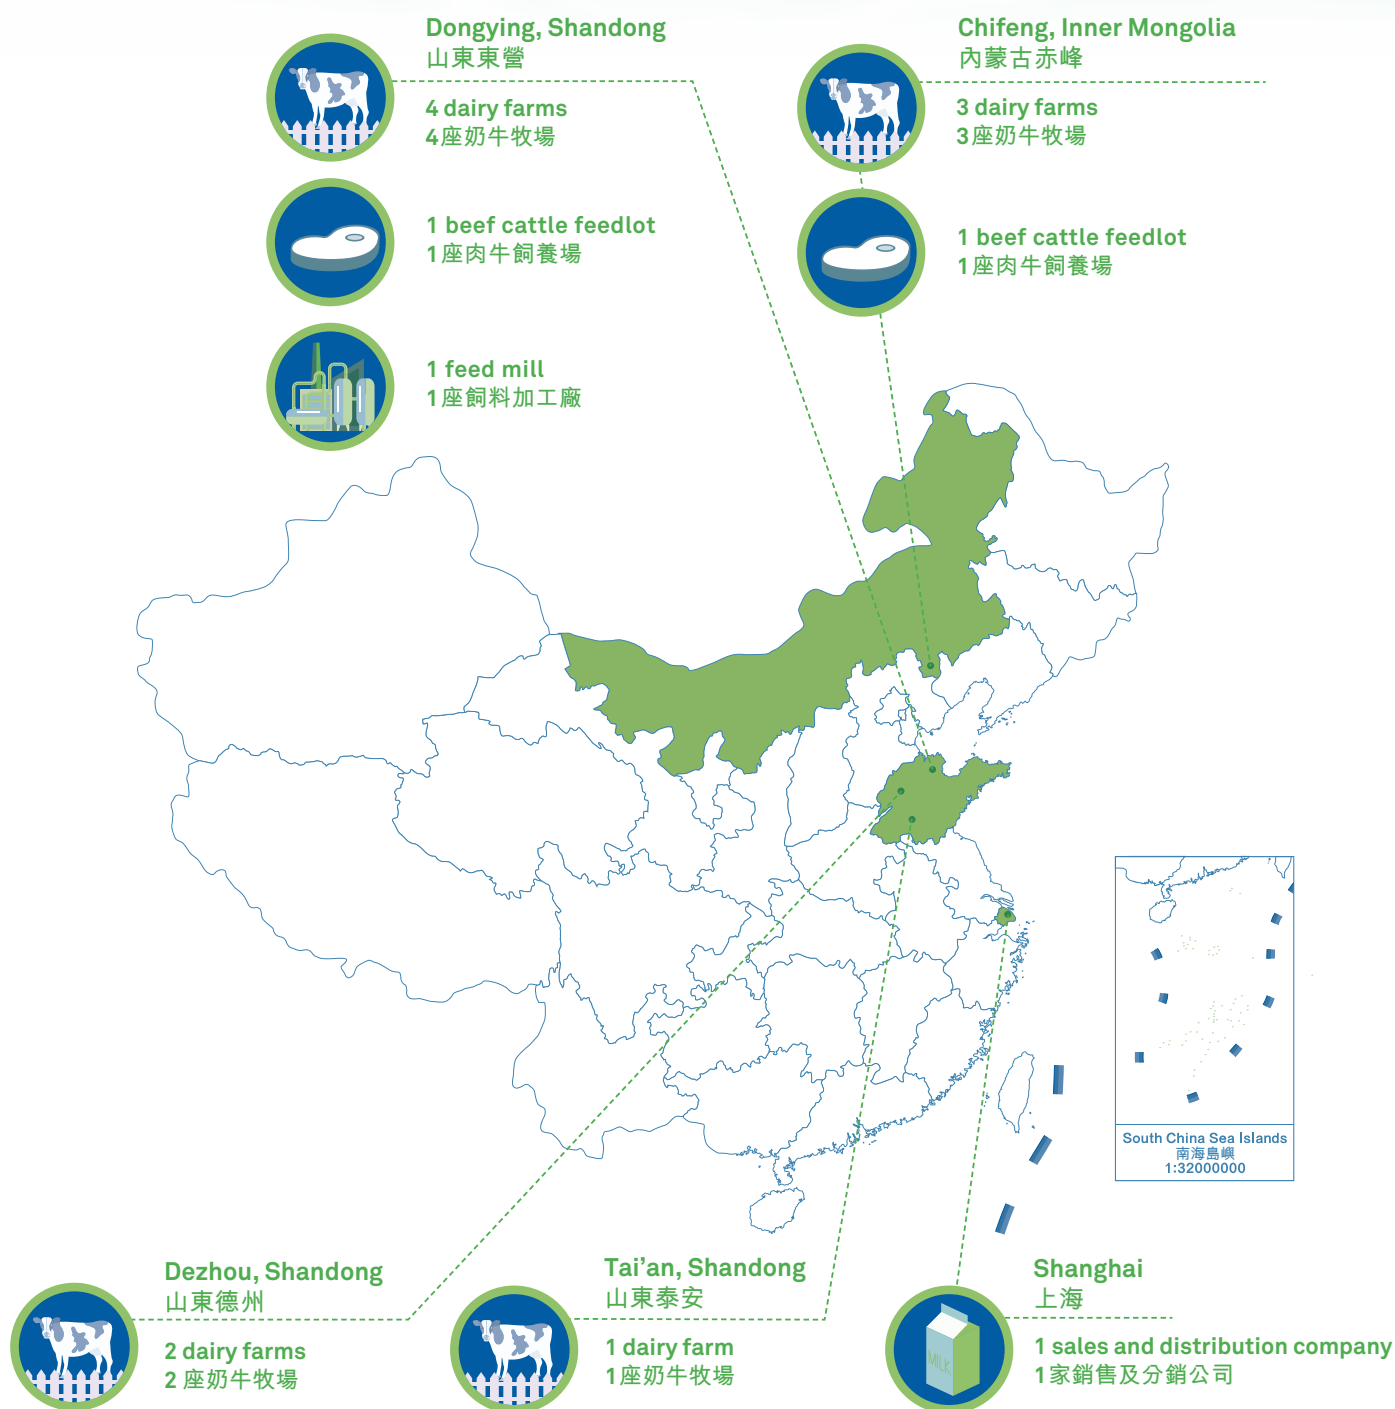 Dongying, Shandong
山東東營
4 dairy farms
4座奶牛牧場
1 beef cattle feedlot
1座肉牛飼養場
1 feed mill
1座飼料加工廠
Chifeng, Inner Mongolia
內蒙古赤峰
3 dairy farms
3座奶牛牧場
1 beef cattle feedlot
1座肉牛飼養場
South China Sea Islands
南海島嶼
1:32000000
Dezhou, Shandong
山東德州
2 dairy farms
2 座奶牛牧場
Tai’an, Shandong
山東泰安
1 dairy farm
1座奶牛牧場
Shanghai
上海
MILK
1 sales and distribution company
1家銷售及分銷公司